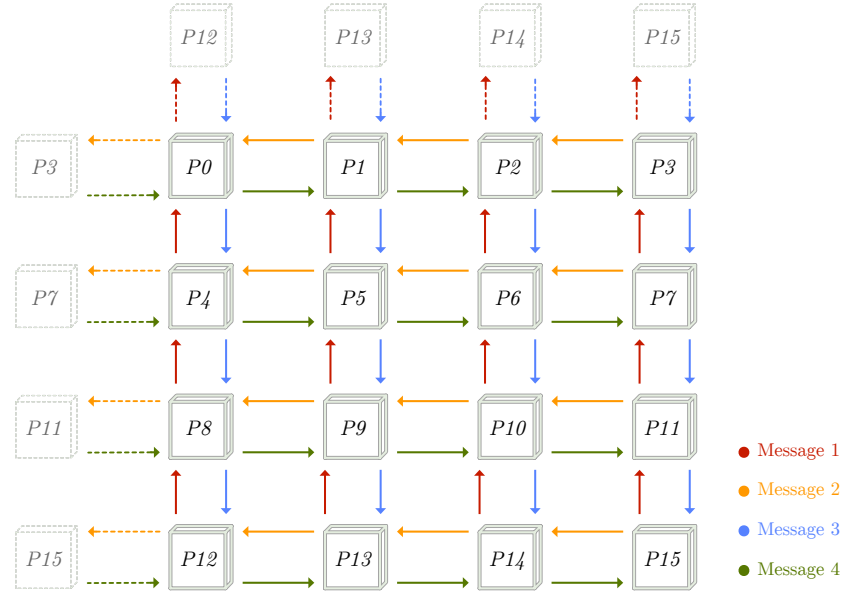 P12 P13 P14 P15
P3 P0 P1 P2 P3
P7 P4 P5 P6 P7
P11 P8 P9 P10 P11
Message 1
Message 2
Message 3
P15 P12 P13 P14 P15
Message 4